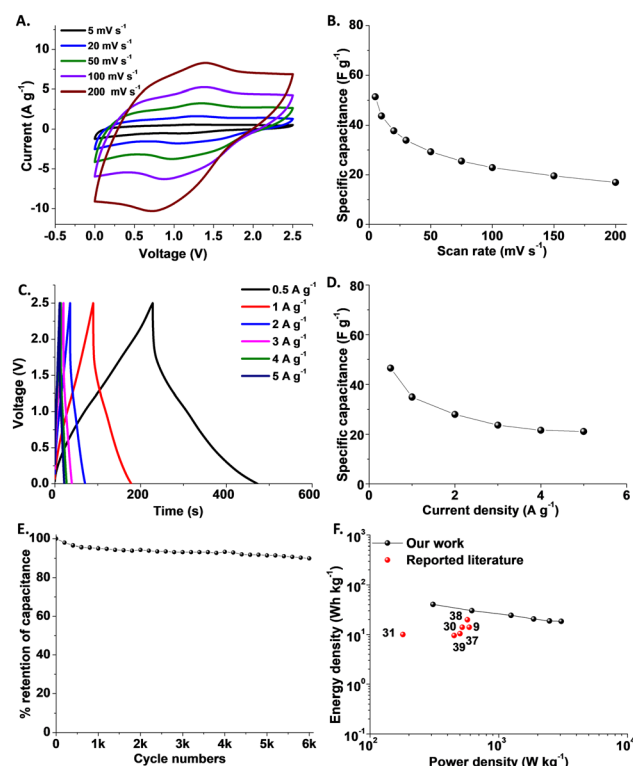 A.
5 mV s⁻¹
20 mV s⁻¹
50 mV s⁻¹
100 mV s⁻¹
200 mV s⁻¹
Current (A g⁻¹)
10
5
0
-5
-10
-0.5 0.0 0.5 1.0 1.5 2.0 2.5
Voltage (V)
B.
Specific capacitance (F g⁻¹)
80
60
40
20
0
0 50 100 150 200
Scan rate (mV s⁻¹)
C.
0.5 A g⁻¹
1 A g⁻¹
2 A g⁻¹
3 A g⁻¹
4 A g⁻¹
5 A g⁻¹
Voltage (V)
2.5
2.0
1.5
1.0
0.5
0.0
0 200 400 600
Time (s)
D.
Specific capacitance (F g⁻¹)
80
60
40
20
0
0 2 4 6
Current density (A g⁻¹)
E.
% retention of capacitance
100
80
60
40
20
0
0 1k 2k 3k 4k 5k 6k
Cycle numbers
F.
Our work
Reported literature
Energy density (Wh kg⁻¹)
10³
10²
10¹
10⁰
10⁻¹
38
30 9
31
37
39
10² 10³ 10⁴
Power density (W kg⁻¹)